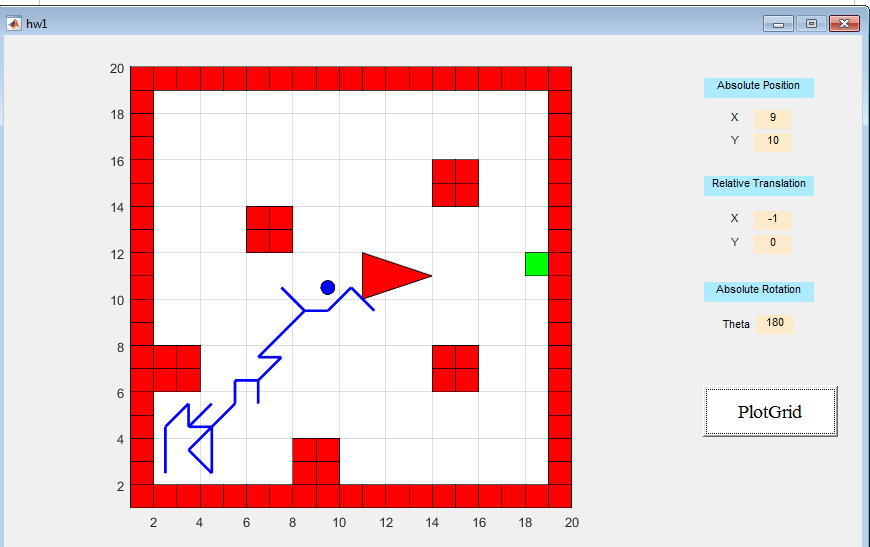 hw1
20
18
16
14
12
10
8
6
4
2
2 4 6 8 10 12 14 16 18 20
Absolute Position
X 9
Y 10
Relative Translation
X -1
Y 0
Absolute Rotation
Theta 180
PlotGrid